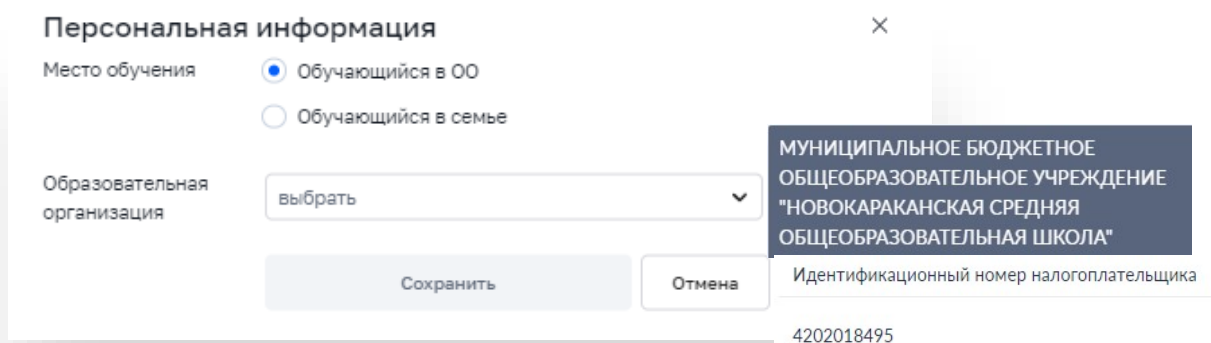 Персональная информация
Место обучения
Обучающийся в ОО
Обучающийся в семье
Образовательная
организация
выбрать
Сохранить
Отмена
МУНИЦИПАЛЬНОЕ БЮДЖЕТНОЕ
ОБЩЕОБРАЗОВАТЕЛЬНОЕ УЧРЕЖДЕНИЕ
"НОВОКАРАКАНСКАЯ СРЕДНЯЯ
ОБЩЕОБРАЗОВАТЕЛЬНАЯ ШКОЛА"
Идентификационный номер налогоплательщика
4202018495